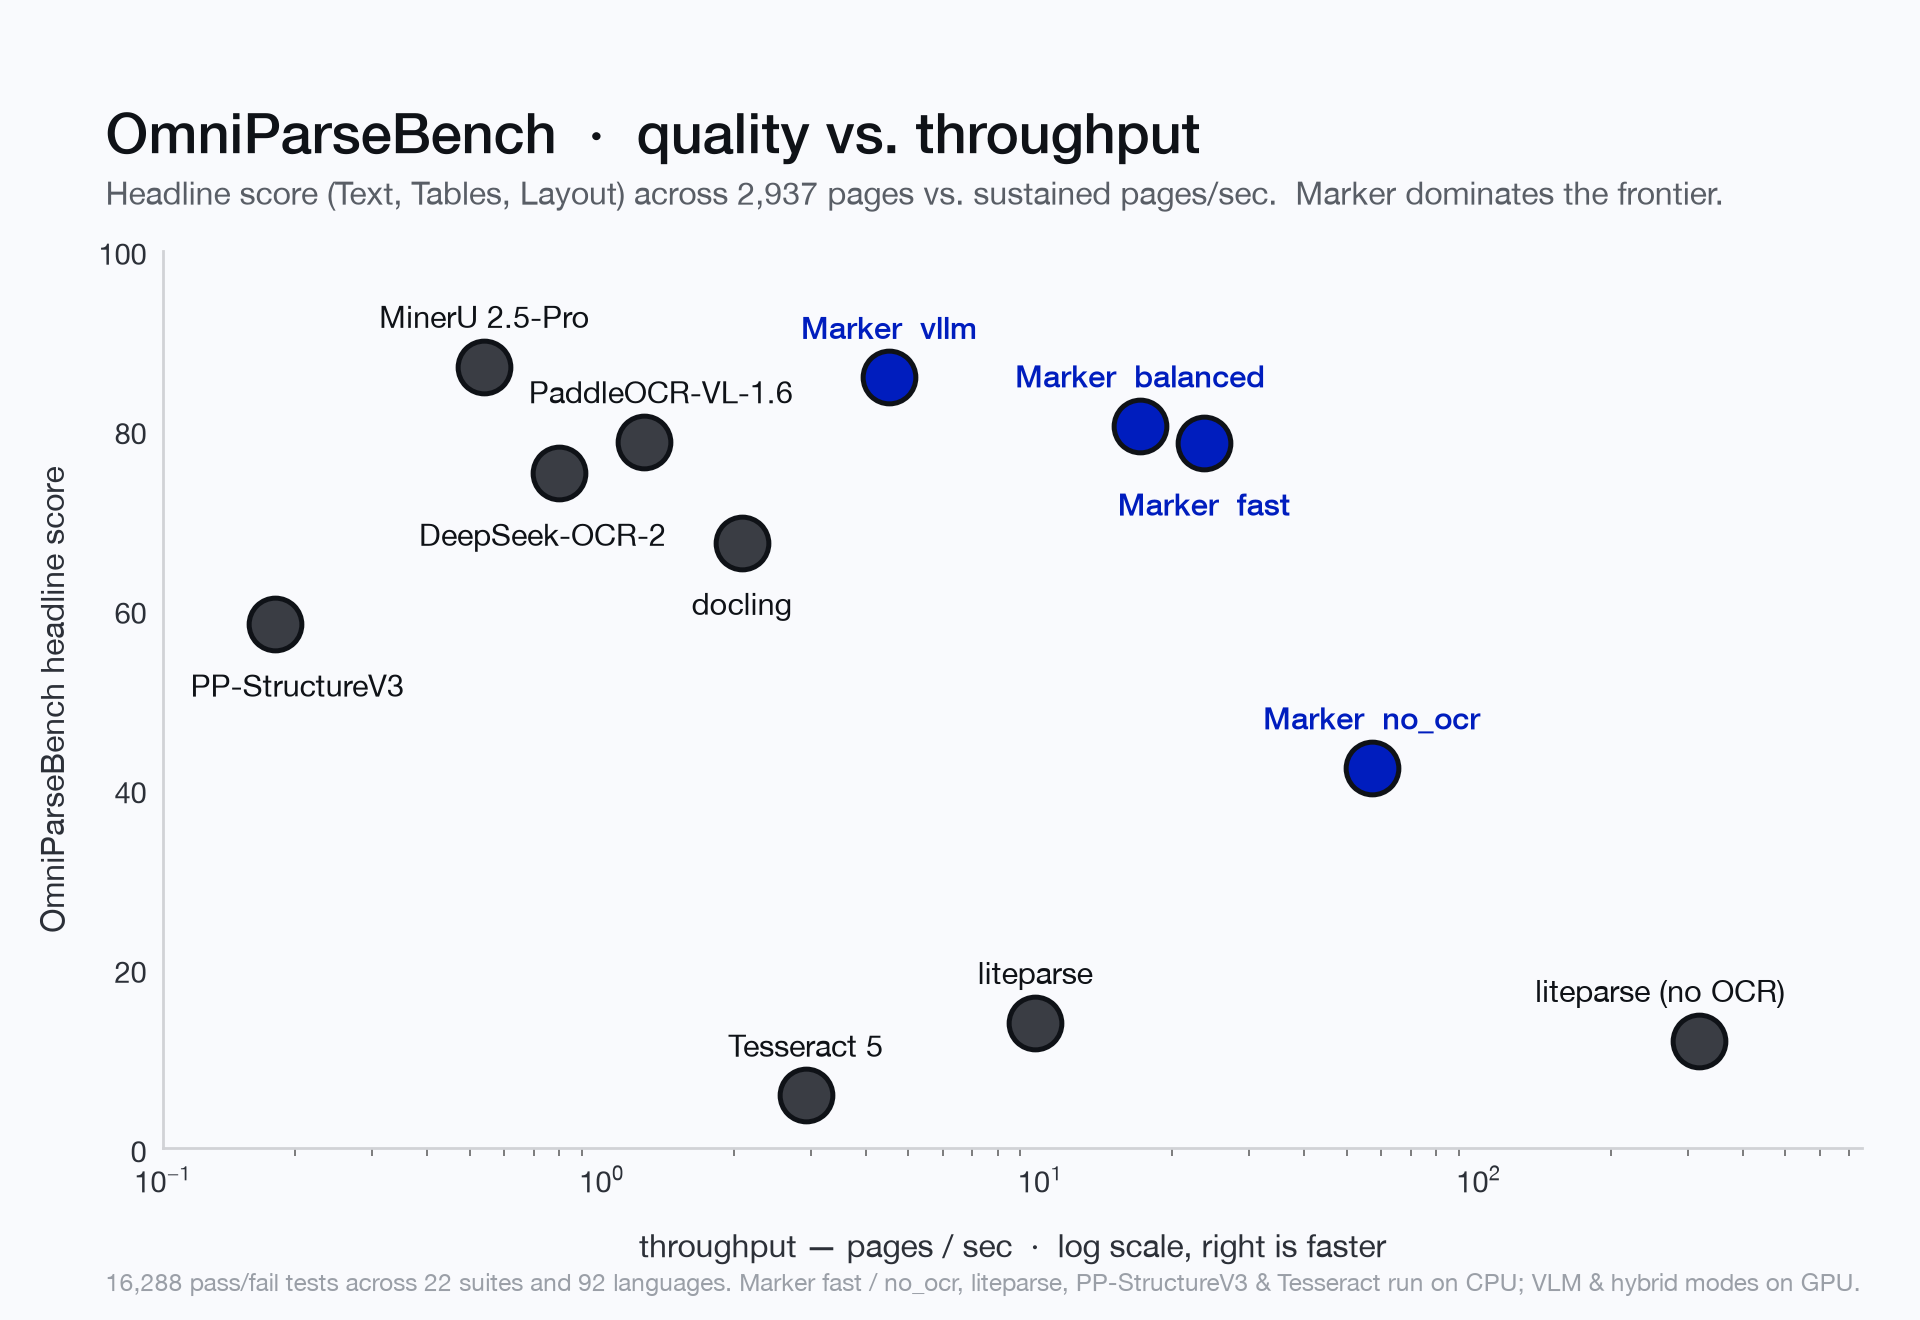 OmniParseBench · quality vs. throughput
Headline score (Text, Tables, Layout) across 2,937 pages vs. sustained pages/sec. Marker dominates the frontier.
OmniParseBench headline score
100
80
60
40
20
0
MinerU 2.5-Pro
Marker vllm
Marker balanced
PaddleOCR-VL-1.6
Marker fast
DeepSeek-OCR-2
docling
PP-StructureV3
Marker no_ocr
liteparse
liteparse (no OCR)
Tesseract 5
10⁻¹ 10⁰ 10¹ 10²
throughput — pages / sec · log scale, right is faster
16,288 pass/fail tests across 22 suites and 92 languages. Marker fast / no_ocr, liteparse, PP-StructureV3 & Tesseract run on CPU; VLM & hybrid modes on GPU.